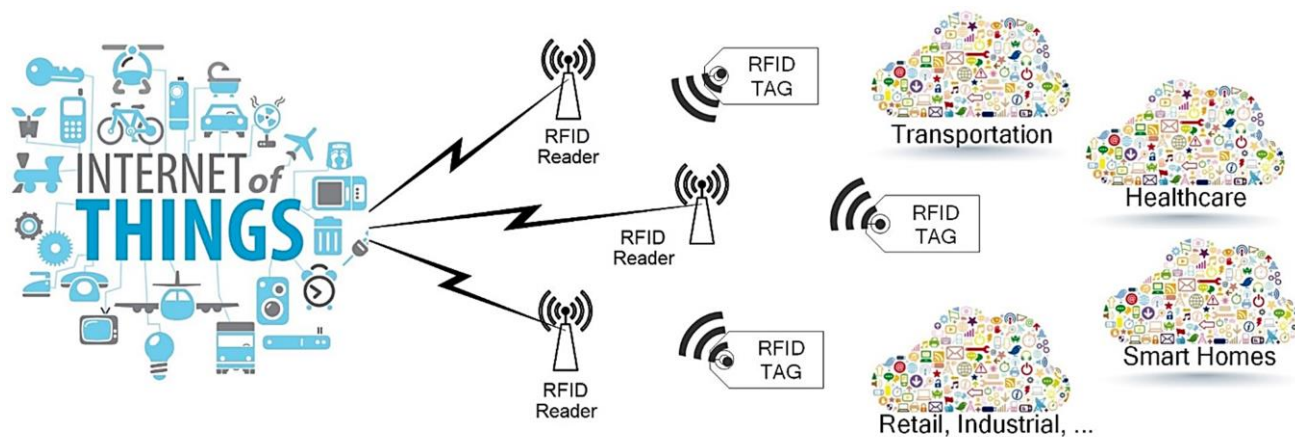 INTERNET of
THINGS
RFID
Reader
RFID
TAG
Transportation
RFID
Reader
RFID
TAG
Healthcare
RFID
Reader
RFID
TAG
Smart Homes
Retail, Industrial, ...